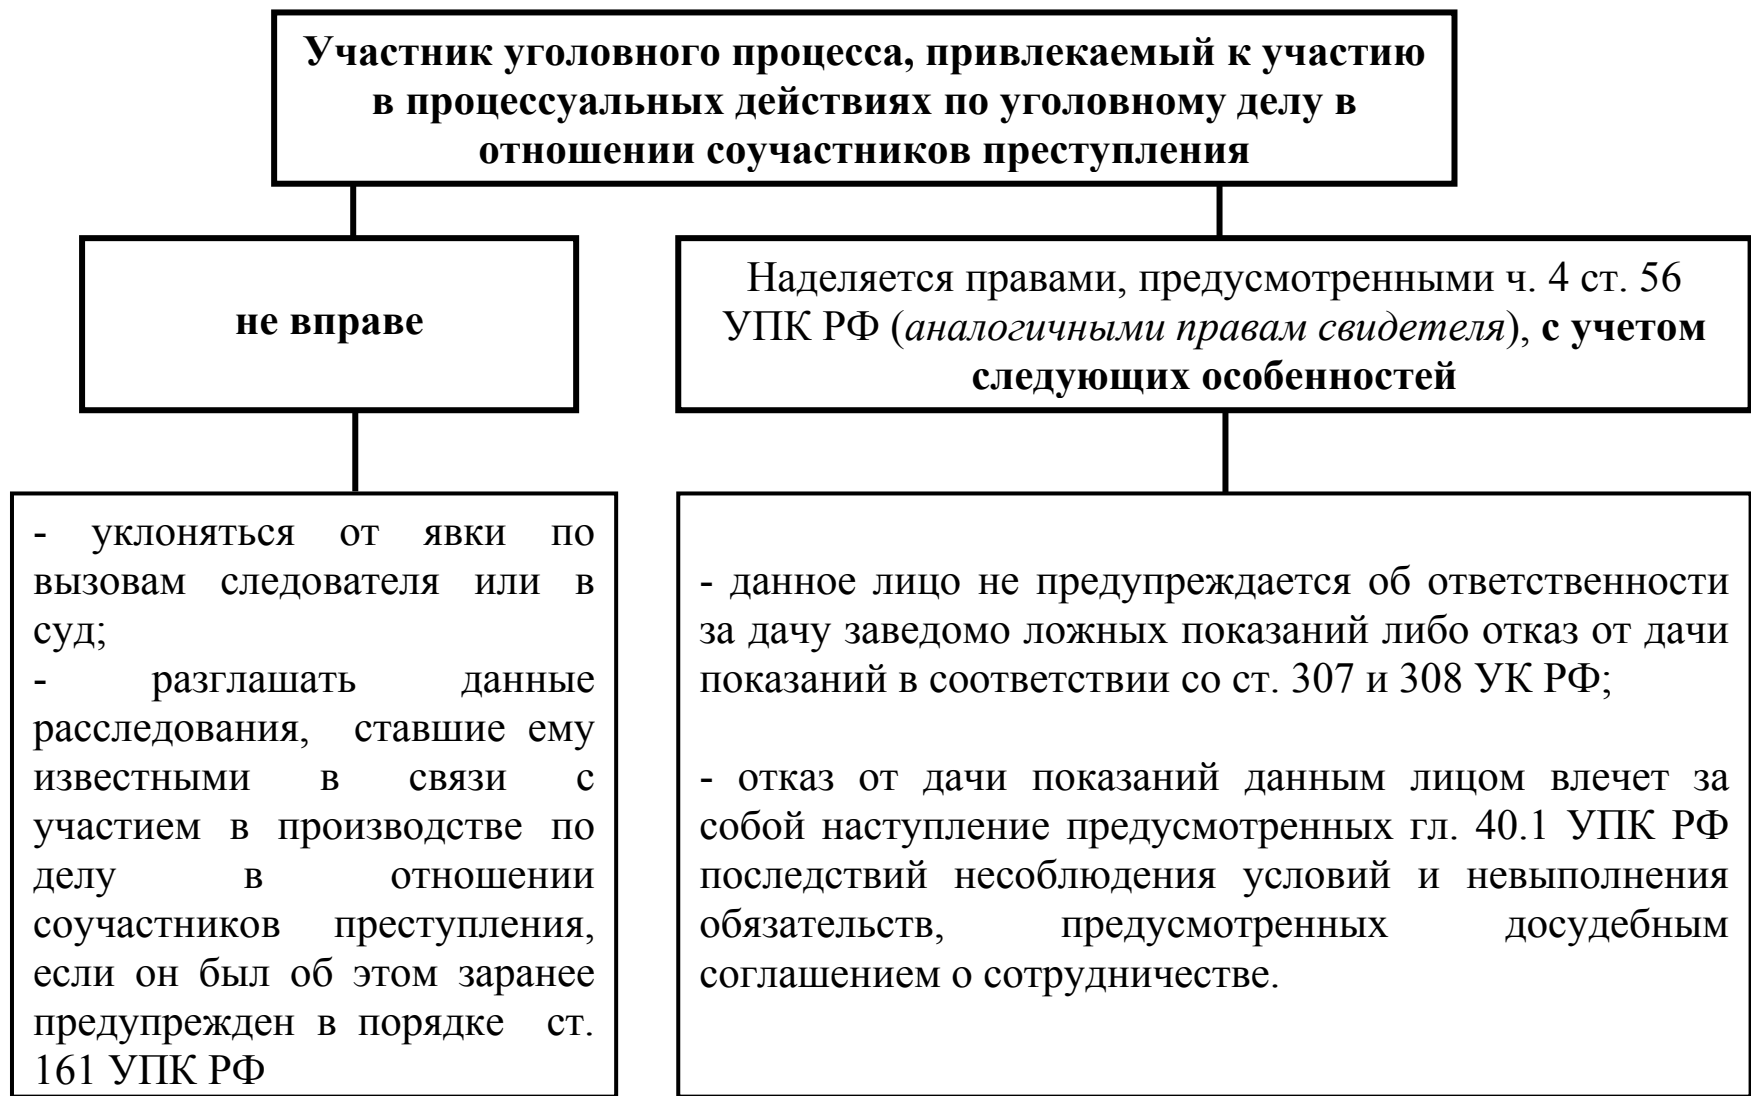 Участник уголовного процесса, привлекаемый к участию
в процессуальных действиях по уголовному делу в
отношении соучастников преступления
не вправе
Наделяется правами, предусмотренными ч. 4 ст. 56
УПК РФ (аналогичными правам свидетеля), с учетом
следующих особенностей
- уклоняться от явки по
вызовам следователя или в
суд;
- разглашать данные
расследования, ставшие ему
известными в связи с
участием в производстве по
делу в отношении
соучастников преступления,
если он был об этом заранее
предупрежден в порядке ст.
161 УПК РФ
- данное лицо не предупреждается об ответственности
за дачу заведомо ложных показаний либо отказ от дачи
показаний в соответствии со ст. 307 и 308 УК РФ;
- отказ от дачи показаний данным лицом влечет за
собой наступление предусмотренных гл. 40.1 УПК РФ
последствий несоблюдения условий и невыполнения
обязательств, предусмотренных досудебным
соглашением о сотрудничестве.